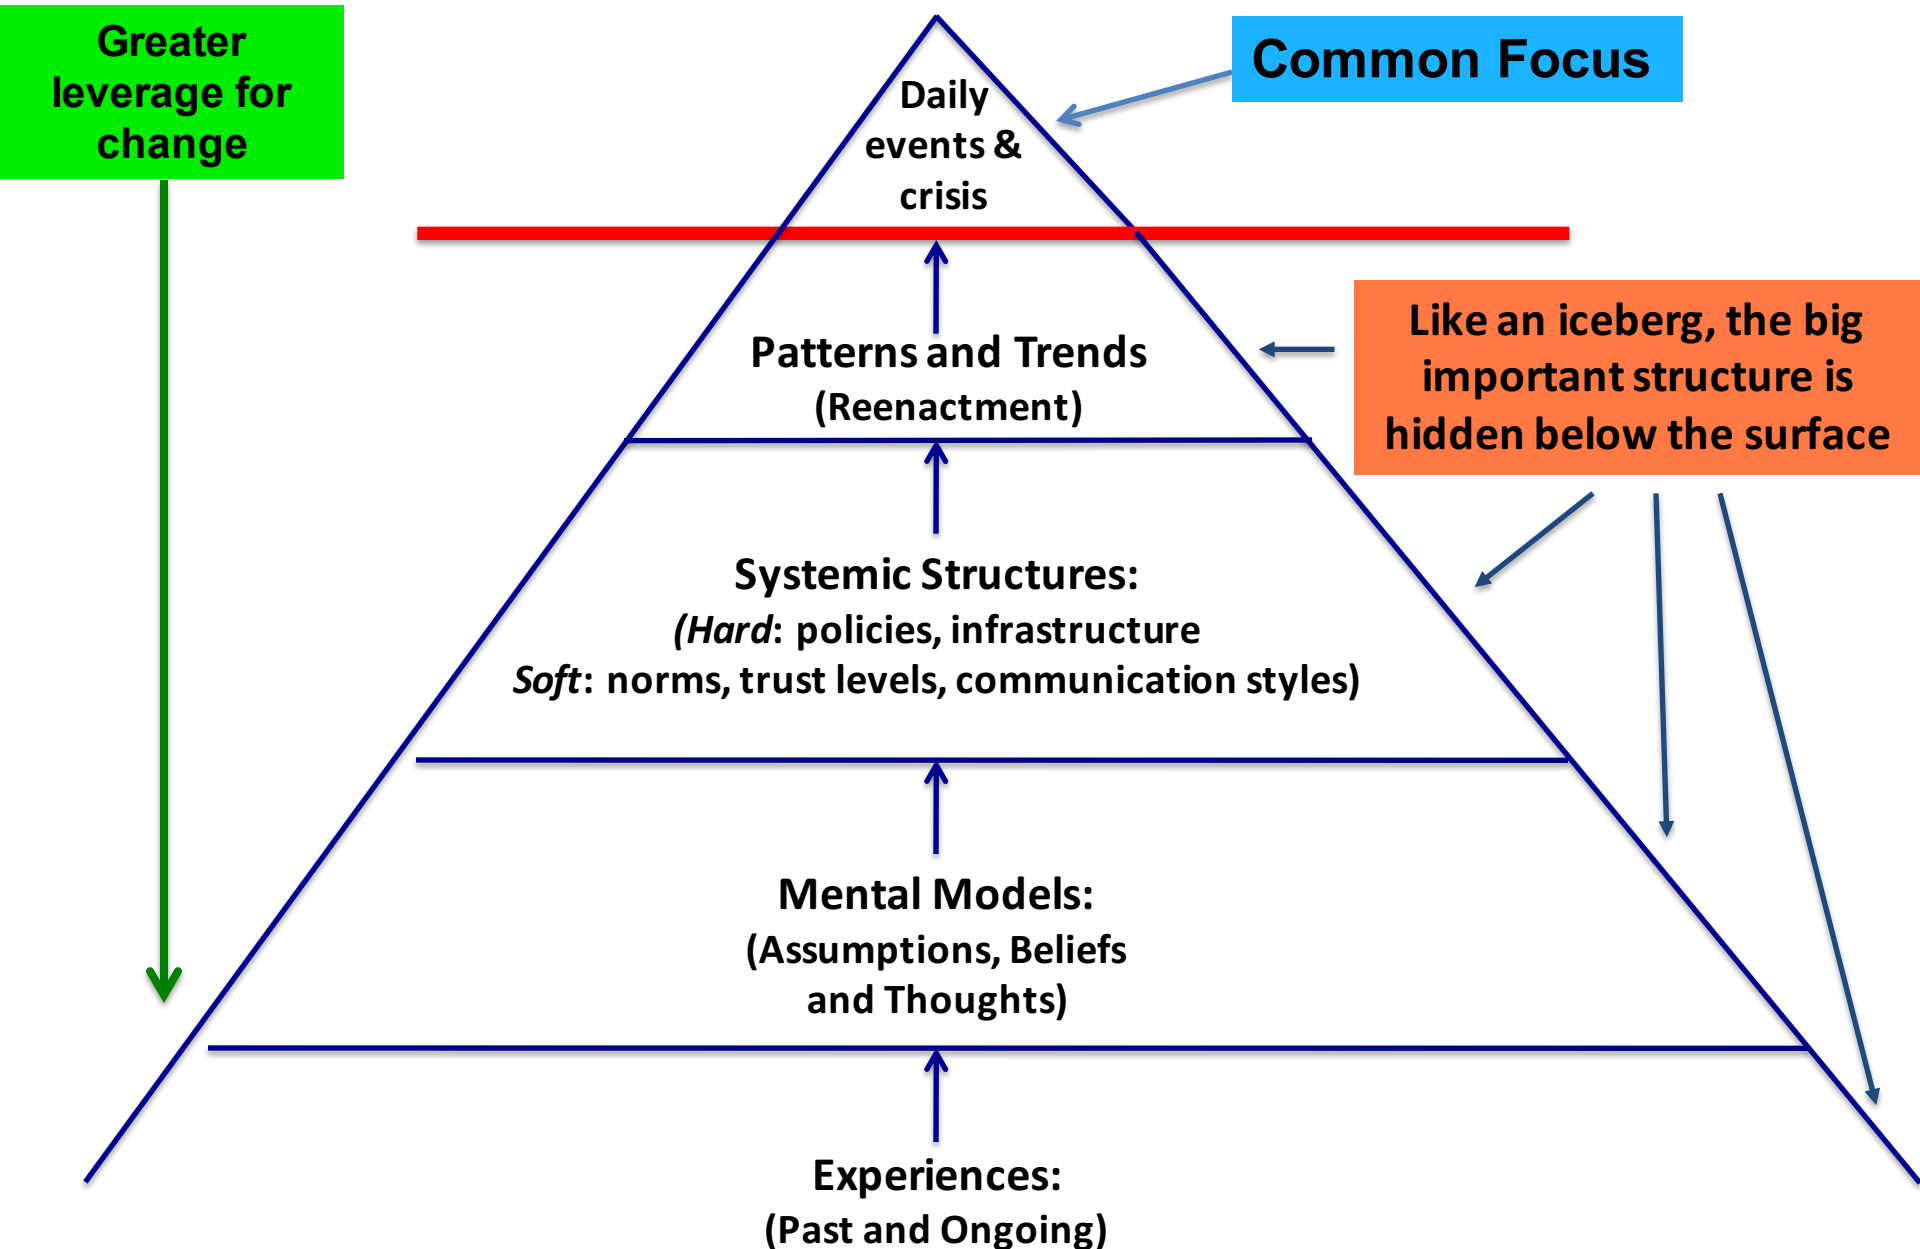 Greater
leverage for
change
Common Focus
Daily
events &
crisis
Like an iceberg, the big
important structure is
hidden below the surface
Patterns and Trends
(Reenactment)
Systemic Structures:
(Hard: policies, infrastructure
Soft: norms, trust levels, communication styles)
Mental Models:
(Assumptions, Beliefs
and Thoughts)
Experiences:
(Past and Ongoing)